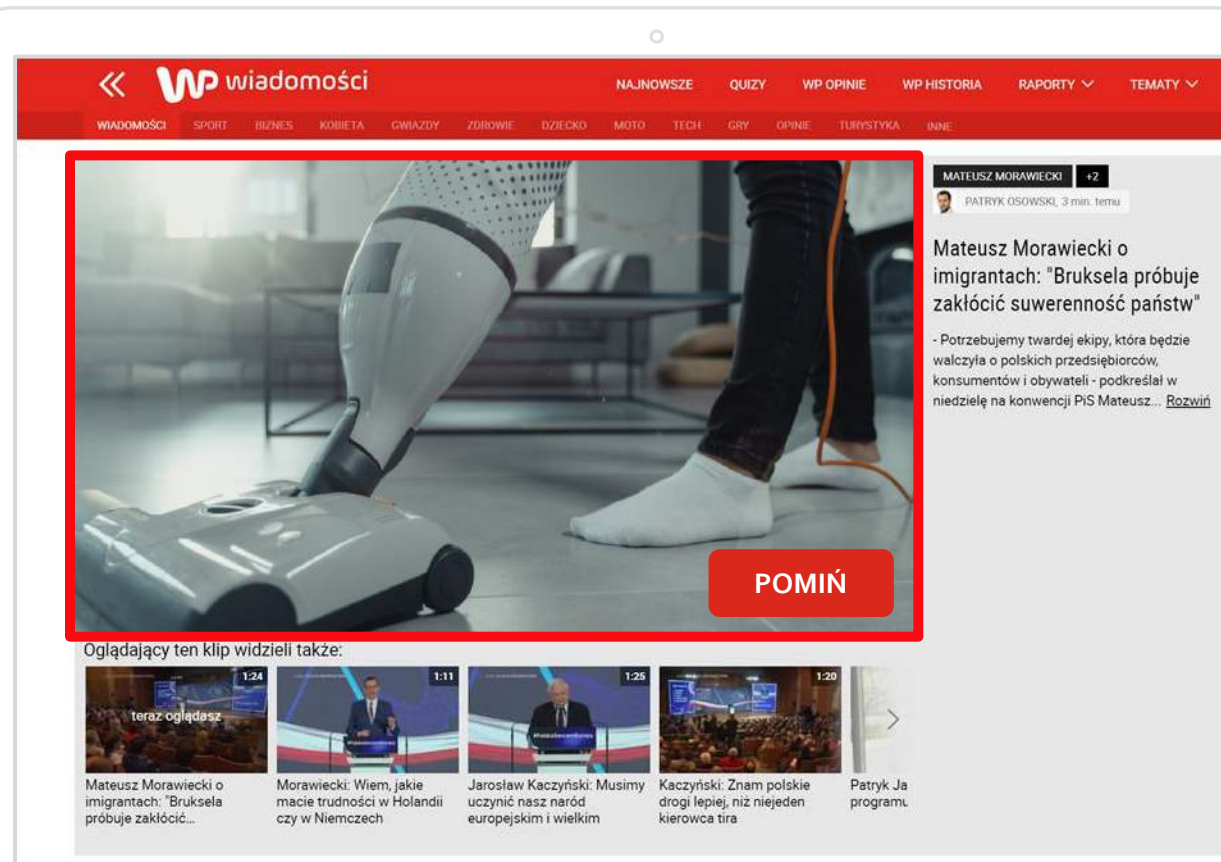 WP wiadomości
NAJNOWSZE QUIZY WP OPINIE WP HISTORIA RAPORTY TEMATY
WIADOMOŚCI SPORT BIZNES KOBIETA GWIAZDY ZDROWIE DZIECKO MOTO TECH GRY OPINIE TURYSTYKA INNE
MATEUSZ MORAWIECKI +2
PATRYK OSOWSKI, 3 min. temu
Mateusz Morawiecki o
imigrantach: "Bruksela próbuje
zakłócić suwerenność państw"
- Potrzebujemy twardej ekipy, która będzie
walczyła o polskich przedsiębiorców,
konsumentów i obywateli - podkreślał w
niedzielę na konwencji PiS Mateusz... Rozwiń
POMIŃ
Oglądający ten klip widzieli także:
1:24
teraz oglądasz
Mateusz Morawiecki o
imigrantach: "Bruksela
próbuje zakłócić...
1:11
Morawiecki: Wiem, jakie
macie trudności w Holandii
czy w Niemczech
1:25
Jarosław Kaczyński: Musimy
uczynić nasz naród
europejskim i wielkim
1:20
Kaczyński: Znam polskie
drogi lepiej, niż niejeden
kierowca tira
Patryk Ja
programu